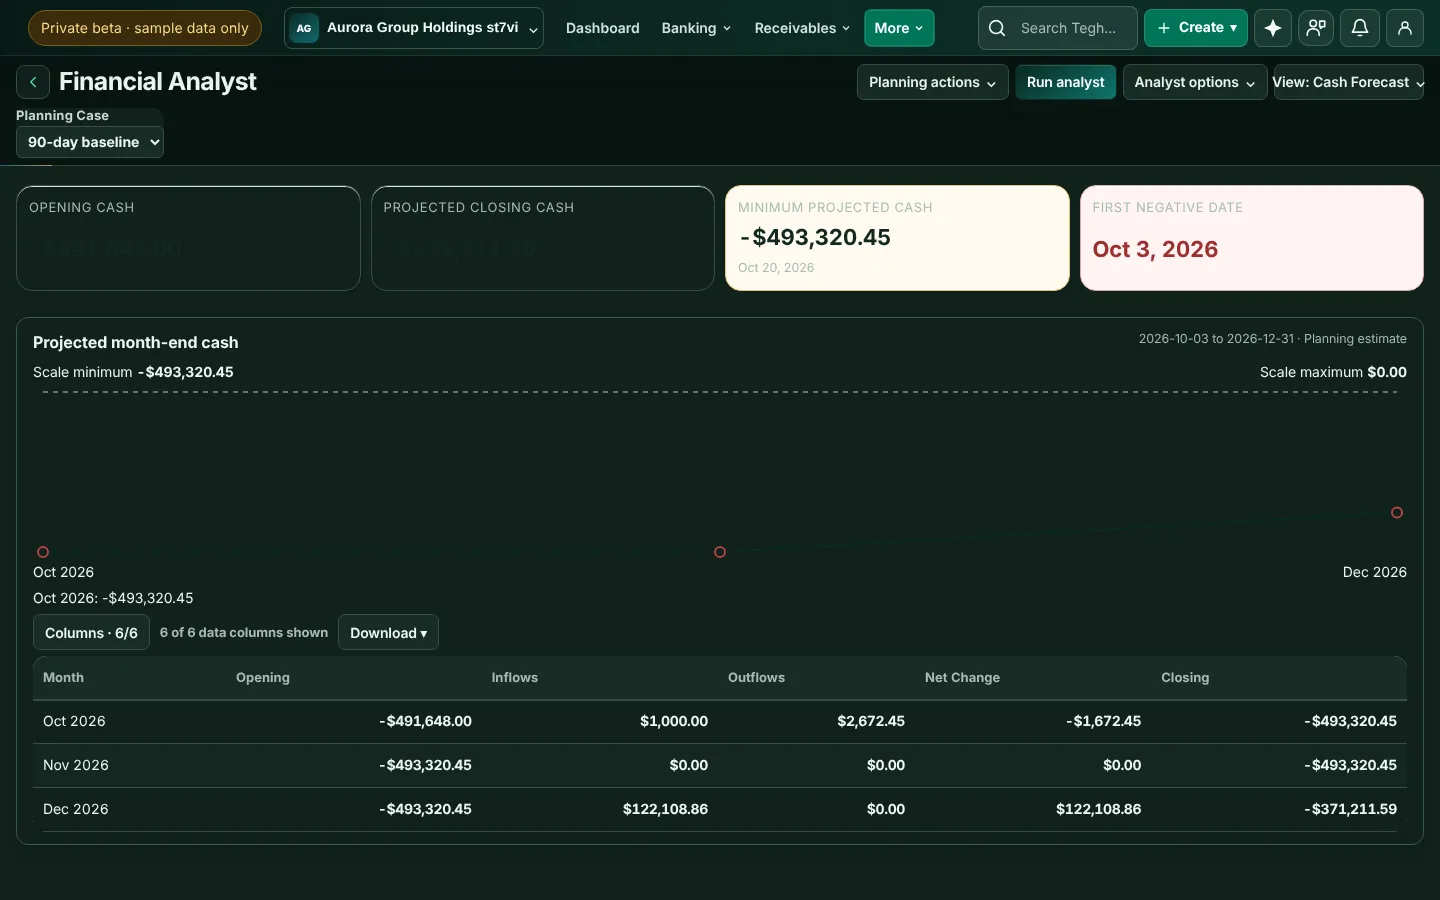 Private beta · sample data only
AG
Aurora Group Holdings st7vi
Dashboard
Banking
Receivables
More
Search Tegh...
+ Create ▾
Financial Analyst
Planning actions
Run analyst
Analyst options
View: Cash Forecast
Planning Case
90-day baseline
OPENING CASH
PROJECTED CLOSING CASH
MINIMUM PROJECTED CASH
-$493,320.45
Oct 20, 2026
FIRST NEGATIVE DATE
Oct 3, 2026
Projected month-end cash
2026-10-03 to 2026-12-31 · Planning estimate
Scale minimum -$493,320.45
Scale maximum $0.00
Oct 2026
Dec 2026
Oct 2026: -$493,320.45
Columns · 6/6
6 of 6 data columns shown
Download ▾
Month Opening Inflows Outflows Net Change Closing
Oct 2026 -$491,648.00 $1,000.00 $2,672.45 -$1,672.45 -$493,320.45
Nov 2026 -$493,320.45 $0.00 $0.00 $0.00 -$493,320.45
Dec 2026 -$493,320.45 $122,108.86 $0.00 $122,108.86 -$371,211.59